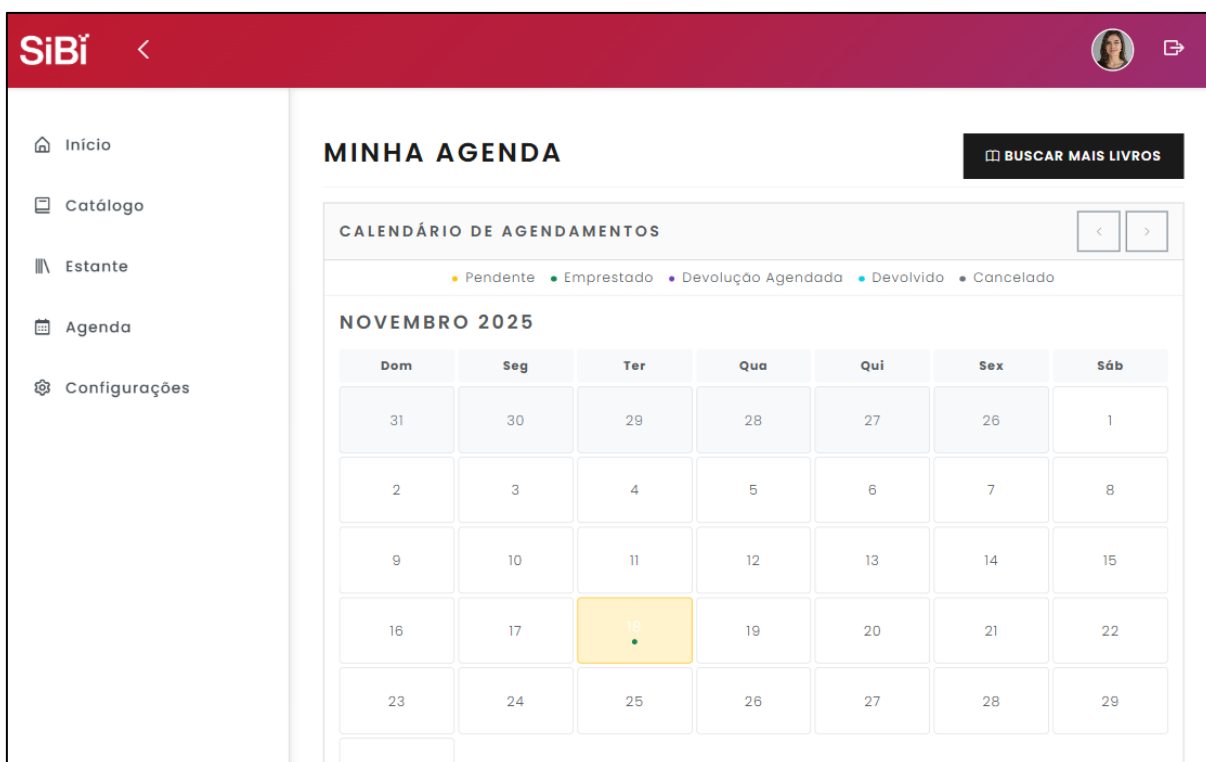 SiBi
Início
Catálogo
Estante
Agenda
Configurações
MINHA AGENDA
BUSCAR MAIS LIVROS
CALENDÁRIO DE AGENDAMENTOS
Pendente Emprestado Devolução Agendada Devolvido Cancelado
NOVEMBRO 2025
Dom Seg Ter Qua Qui Sex Sáb
31 30 29 28 27 26 1
2 3 4 5 6 7 8
9 10 11 12 13 14 15
16 17 18 19 20 21 22
23 24 25 26 27 28 29